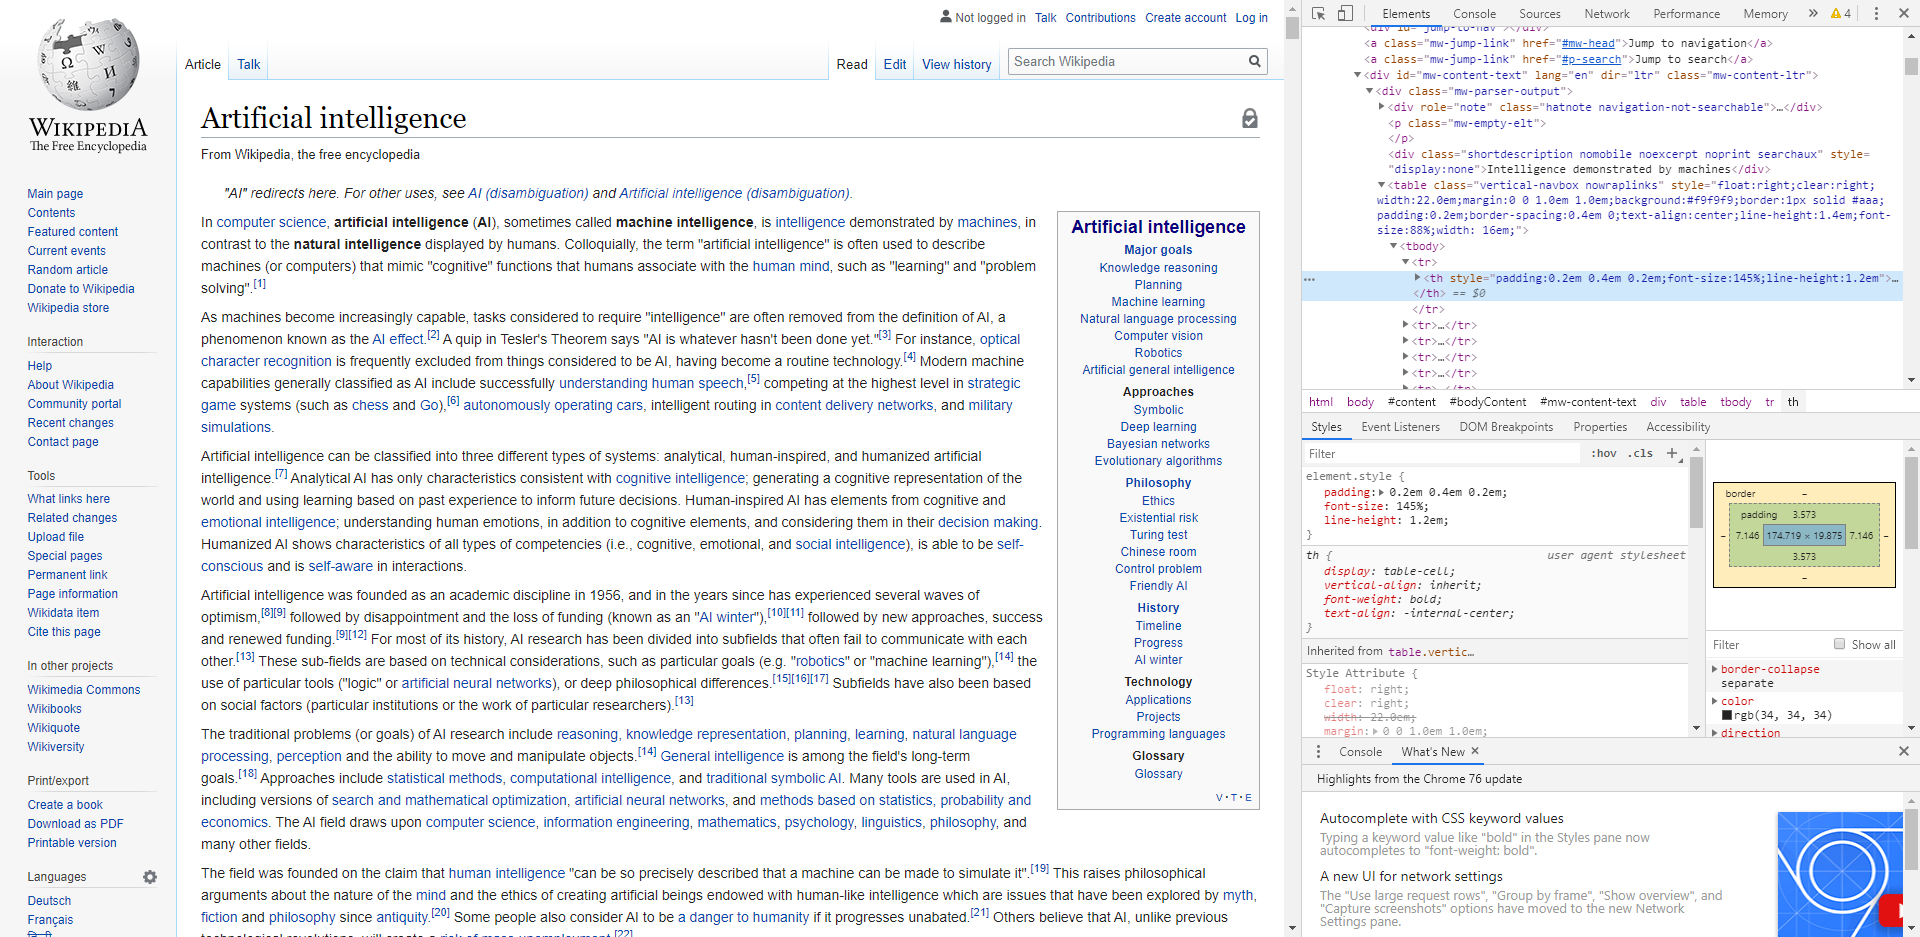 Not logged in Talk Contributions Create account Log in
Article Talk Read Edit View history Search Wikipedia
WIKIPEDIA
The Free Encyclopedia
Main page
Contents
Featured content
Current events
Random article
Donate to Wikipedia
Wikipedia store
Interaction
Help
About Wikipedia
Community portal
Recent changes
Contact page
Tools
What links here
Related changes
Upload file
Special pages
Permanent link
Page information
Wikidata item
Cite this page
In other projects
Wikimedia Commons
Wikibooks
Wikiquote
Wikiversity
Print/export
Create a book
Download as PDF
Printable version
Languages
Deutsch
Français
Artificial intelligence
From Wikipedia, the free encyclopedia
"AI" redirects here. For other uses, see AI (disambiguation) and Artificial intelligence (disambiguation).
In computer science, artificial intelligence (AI), sometimes called machine intelligence, is intelligence demonstrated by machines, in
contrast to the natural intelligence displayed by humans. Colloquially, the term "artificial intelligence" is often used to describe
machines (or computers) that mimic "cognitive" functions that humans associate with the human mind, such as "learning" and "problem
solving".[1]
As machines become increasingly capable, tasks considered to require "intelligence" are often removed from the definition of AI, a
phenomenon known as the AI effect.[2] A quip in Tesler's Theorem says "AI is whatever hasn't been done yet."[3] For instance, optical
character recognition is frequently excluded from things considered to be AI, having become a routine technology.[4] Modern machine
capabilities generally classified as AI include successfully understanding human speech,[5] competing at the highest level in strategic
game systems (such as chess and Go),[6] autonomously operating cars, intelligent routing in content delivery networks, and military
simulations.
Artificial intelligence can be classified into three different types of systems: analytical, human-inspired, and humanized artificial
intelligence.[7] Analytical AI has only characteristics consistent with cognitive intelligence; generating a cognitive representation of the
world and using learning based on past experience to inform future decisions. Human-inspired AI has elements from cognitive and
emotional intelligence; understanding human emotions, in addition to cognitive elements, and considering them in their decision making.
Humanized AI shows characteristics of all types of competencies (i.e., cognitive, emotional, and social intelligence), is able to be self-
conscious and is self-aware in interactions.
Artificial intelligence was founded as an academic discipline in 1956, and in the years since has experienced several waves of
optimism,[8][9] followed by disappointment and the loss of funding (known as an "AI winter"),[10][11] followed by new approaches, success
and renewed funding.[9][12] For most of its history, AI research has been divided into subfields that often fail to communicate with each
other.[13] These sub-fields are based on technical considerations, such as particular goals (e.g. "robotics" or "machine learning"),[14] the
use of particular tools ("logic" or artificial neural networks), or deep philosophical differences.[15][16][17] Subfields have also been based
on social factors (particular institutions or the work of particular researchers).[13]
The traditional problems (or goals) of AI research include reasoning, knowledge representation, planning, learning, natural language
processing, perception and the ability to move and manipulate objects.[14] General intelligence is among the field's long-term
goals.[18] Approaches include statistical methods, computational intelligence, and traditional symbolic AI. Many tools are used in AI,
including versions of search and mathematical optimization, artificial neural networks, and methods based on statistics, probability and
economics. The AI field draws upon computer science, information engineering, mathematics, psychology, linguistics, philosophy, and
many other fields.
The field was founded on the claim that human intelligence "can be so precisely described that a machine can be made to simulate it".[19] This raises philosophical
arguments about the nature of the mind and the ethics of creating artificial beings endowed with human-like intelligence which are issues that have been explored by myth,
fiction and philosophy since antiquity.[20] Some people also consider AI to be a danger to humanity if it progresses unabated.[21] Others believe that AI, unlike previous
technological revolutions, will create a risk of mass unemployment.[22]
Artificial intelligence
Major goals
Knowledge reasoning
Planning
Machine learning
Natural language processing
Computer vision
Robotics
Artificial general intelligence
Approaches
Symbolic
Deep learning
Bayesian networks
Evolutionary algorithms
Philosophy
Ethics
Existential risk
Turing test
Chinese room
Control problem
Friendly AI
History
Timeline
Progress
AI winter
Technology
Applications
Projects
Programming languages
Glossary
Glossary
V·T·E
Elements Console Sources Network Performance Memory » 4
<div id="jump-to-nav"></div>
<a class="mw-jump-link" href="#mw-head">Jump to navigation</a>
<a class="mw-jump-link" href="#p-search">Jump to search</a>
<div id="mw-content-text" lang="en" dir="ltr" class="mw-content-ltr">
<div class="mw-parser-output">
<div role="note" class="hatnote navigation-not-searchable">…</div>
<p class="mw-empty-elt">
</p>
<div class="shortdescription nomobile noexcerpt noprint searchaux" style=
"display:none">Intelligence demonstrated by machines</div>
<table class="vertical-navbox nowraplinks" style="float:right;clear:right;
width:22.0em;margin:0 0 1.0em 1.0em;background:#f9f9f9;border:1px solid #aaa;
padding:0.2em;border-spacing:0.4em 0;text-align:center;line-height:1.4em;font-
size:88%;width: 16em;">
<tbody>
<tr>
… <th style="padding:0.2em 0.4em 0.2em;font-size:145%;line-height:1.2em">…
</th> == $0
</tr>
<tr>…</tr>
<tr>…</tr>
<tr>…</tr>
<tr>…</tr>
<tr>…</tr>
html body #content #bodyContent #mw-content-text div table tbody tr th
Styles Event Listeners DOM Breakpoints Properties Accessibility
Filter :hov .cls +
element.style {
padding: 0.2em 0.4em 0.2em;
font-size: 145%;
line-height: 1.2em;
}
th { user agent stylesheet
display: table-cell;
vertical-align: inherit;
font-weight: bold;
text-align: -internal-center;
}
Inherited from table.vertic…
Style Attribute {
float: right;
clear: right;
width: 22.0em;
margin: 0 0 1.0em 1.0em;
border –
padding 3.573
– 7.146 174.719 × 19.875 7.146 –
3.573
–
Filter Show all
border-collapse
separate
color
rgb(34, 34, 34)
direction
Console What's New
Highlights from the Chrome 76 update
Autocomplete with CSS keyword values
Typing a keyword value like "bold" in the Styles pane now
autocompletes to "font-weight: bold".
A new UI for network settings
The "Use large request rows", "Group by frame", "Show overview", and
"Capture screenshots" options have moved to the new Network
Settings pane.